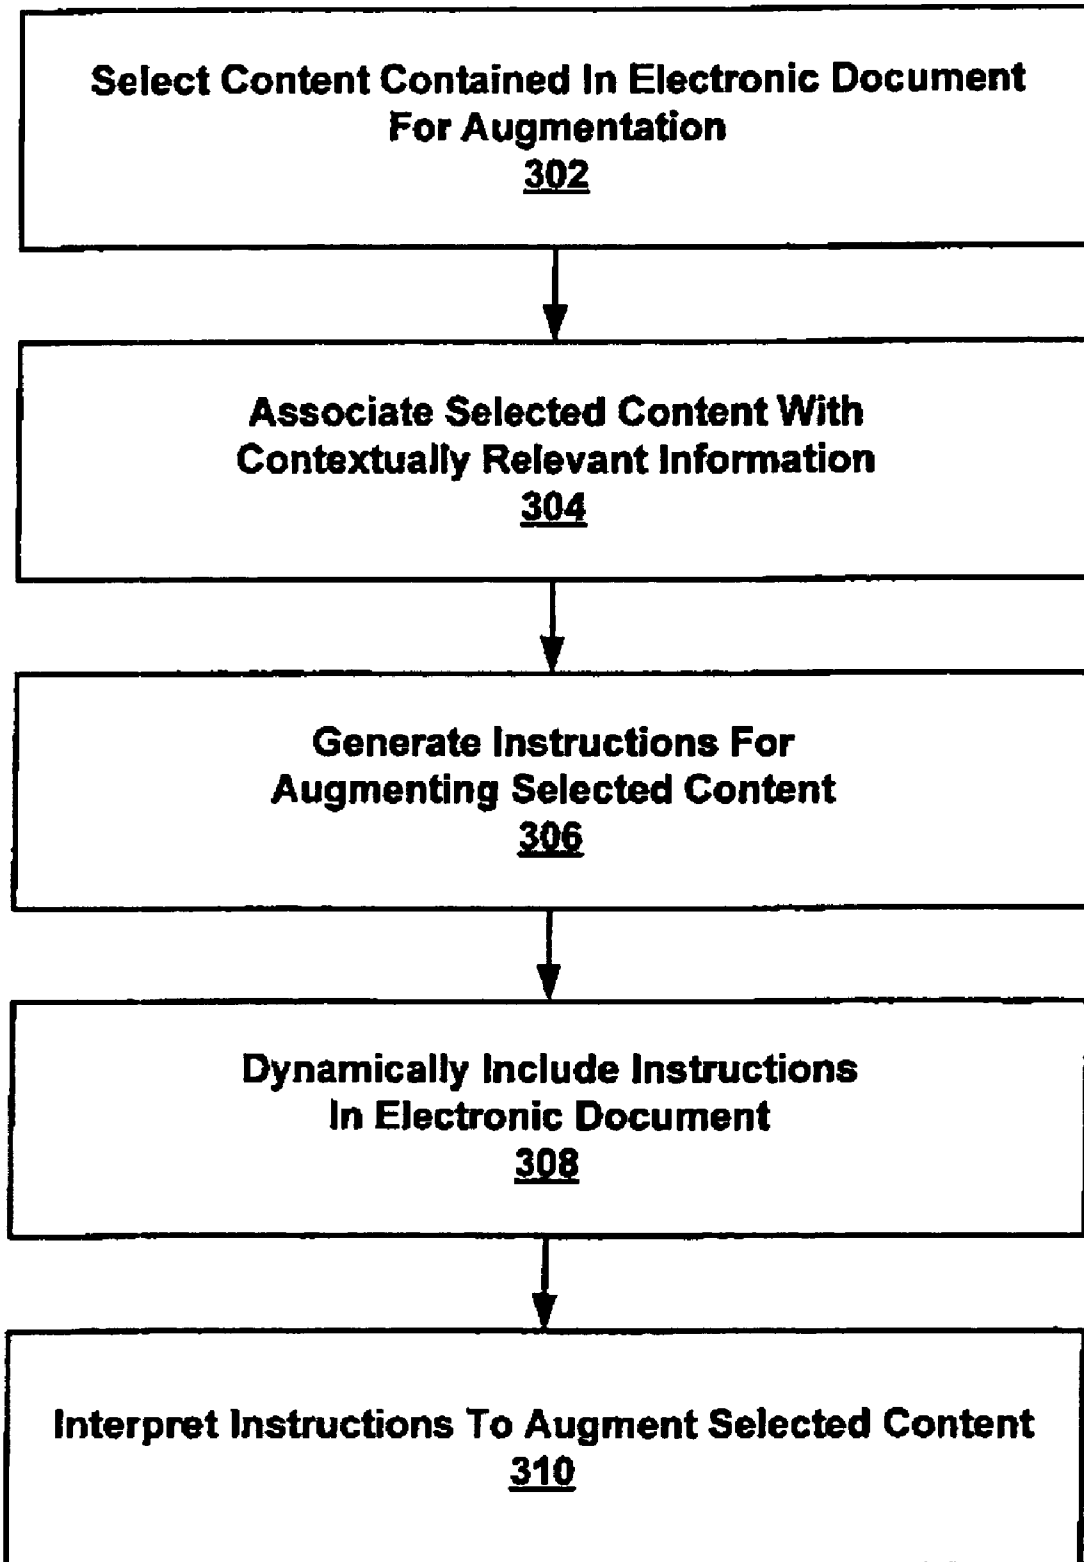 Select Content Contained In Electronic Document
For Augmentation
302
Associate Selected Content With
Contextually Relevant Information
304
Generate Instructions For
Augmenting Selected Content
306
Dynamically Include Instructions
In Electronic Document
308
Interpret Instructions To Augment Selected Content
310